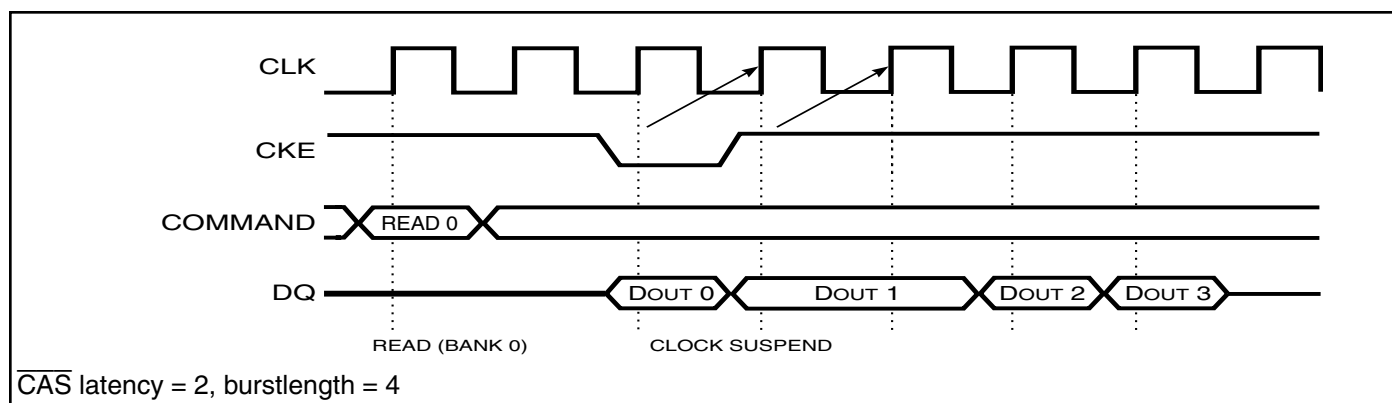 CLK
CKE
COMMAND READ 0
DQ DOUT 0 DOUT 1 DOUT 2 DOUT 3
READ (BANK 0) CLOCK SUSPEND
CAS latency = 2, burstlength = 4